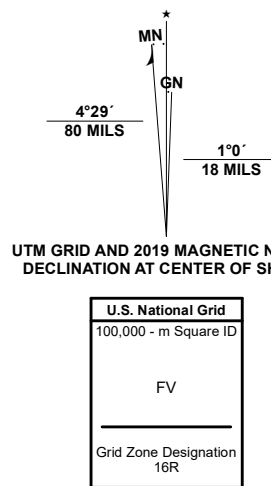 ★
MN
GN
4°29´
80 MILS
1°0´
18 MILS
UTM GRID AND 2019 MAGNETIC N
DECLINATION AT CENTER OF SH
U.S. National Grid
100,000 - m Square ID
FV
Grid Zone Designation
16R